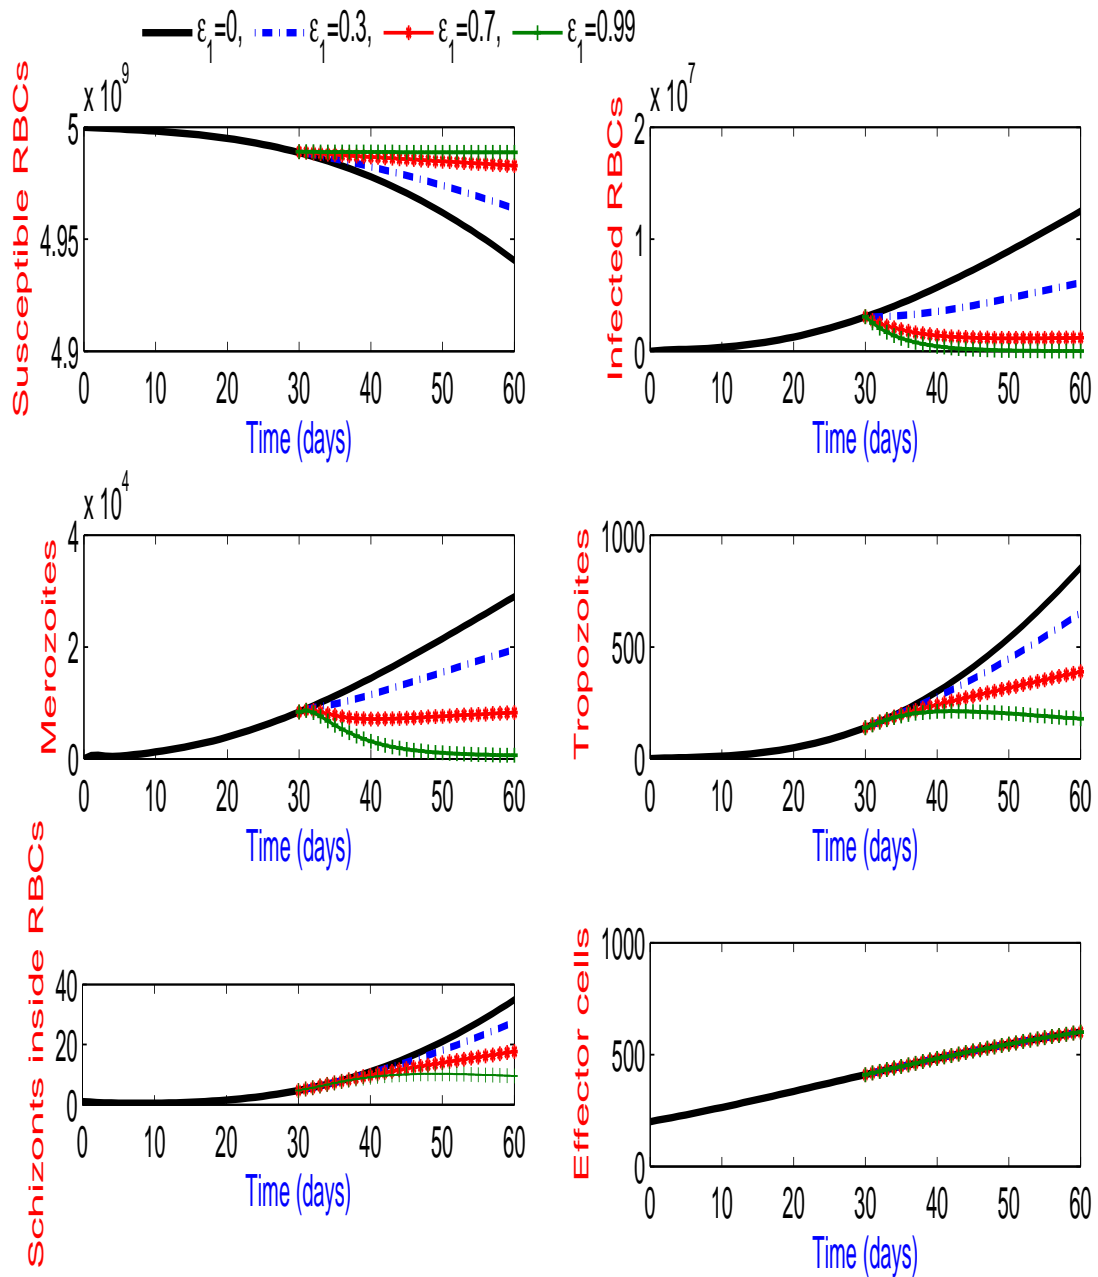 ε1=0, ε1=0.3, ε1=0.7, ε1=0.99
x 10^9
Susceptible RBCs
5
4.95
4.9
0 10 20 30 40 50 60
Time (days)
x 10^7
Infected RBCs
2
1
0
0 10 20 30 40 50 60
Time (days)
x 10^4
Merozoites
4
2
0
0 10 20 30 40 50 60
Time (days)
Tropozoites
1000
500
0
0 10 20 30 40 50 60
Time (days)
Schizonts inside RBCs
40
20
0
0 10 20 30 40 50 60
Time (days)
Effector cells
1000
500
0
0 10 20 30 40 50 60
Time (days)